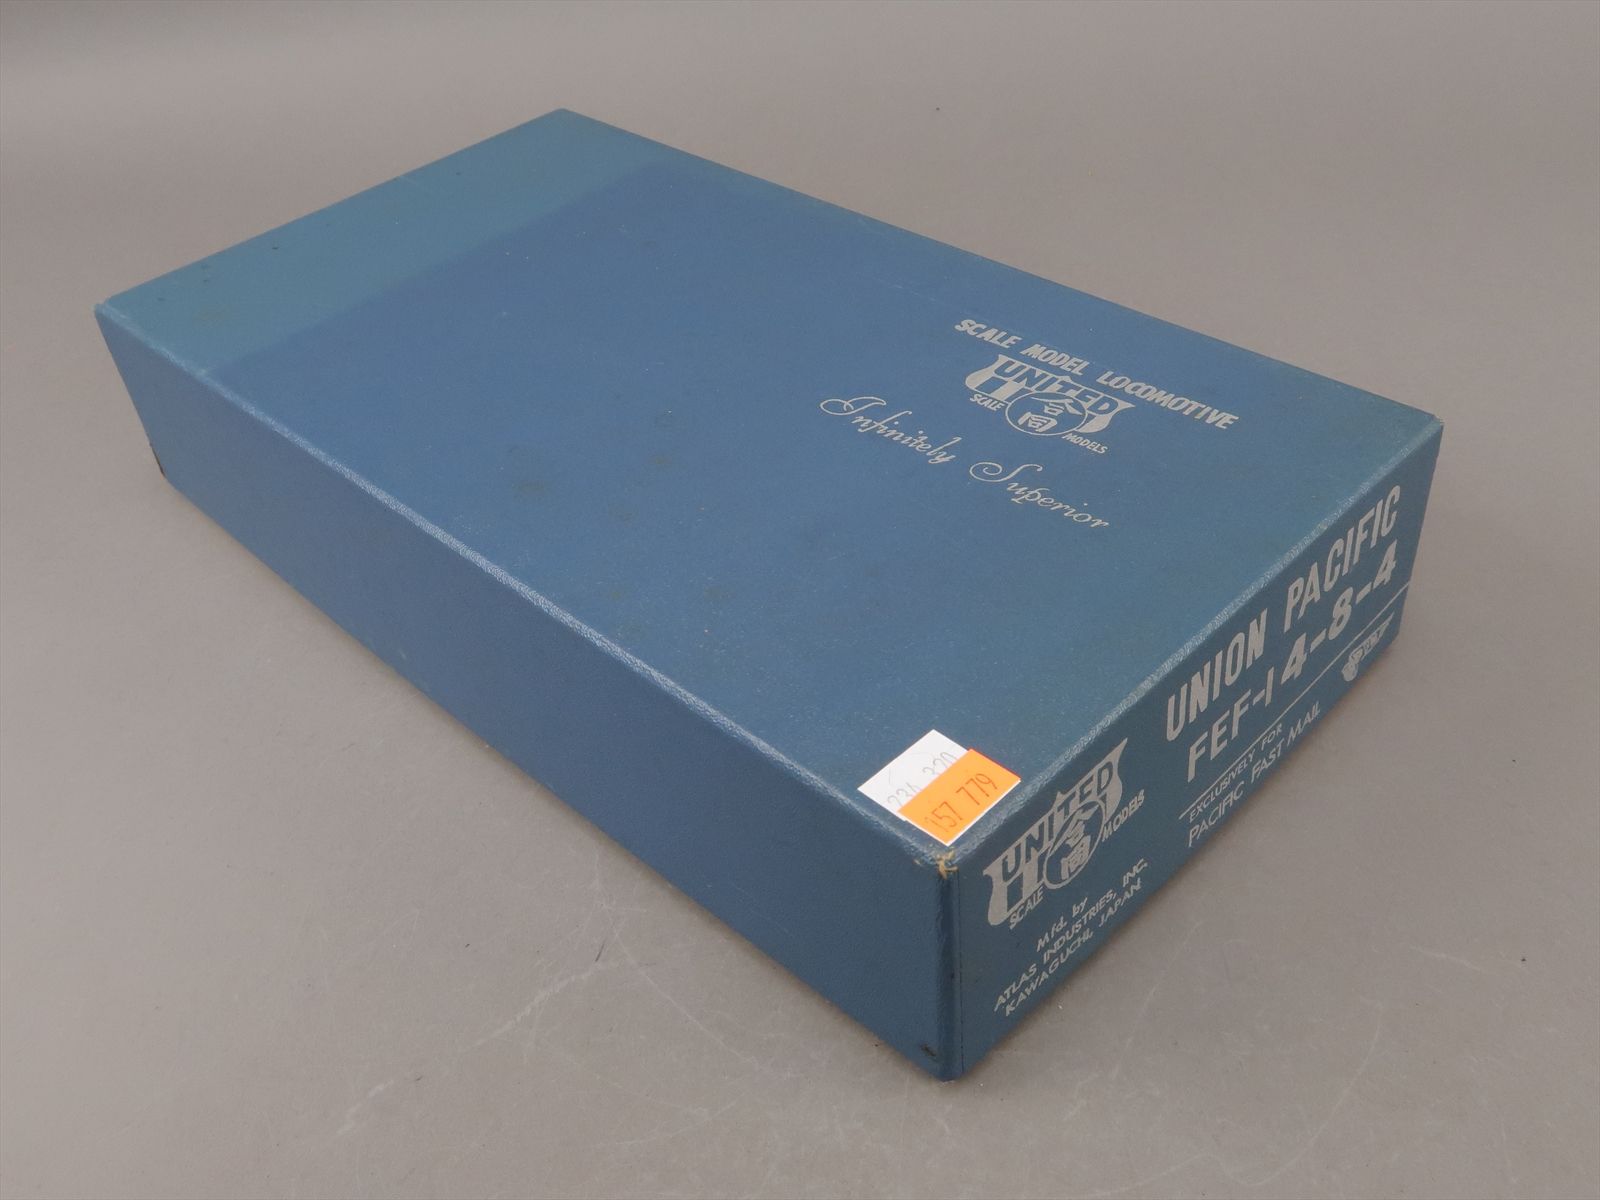 SCALE MODEL LOCOMOTIVE
UNITED
合同
SCALE MODELS
Infinitely Superior
157 779
UNION PACIFIC
FEF-1 4-8-4
EXCLUSIVELY FOR
PACIFIC FAST MAIL
PFM
UNITED
合同
SCALE MODELS
Mfd. by
ATLAS INDUSTRIES, INC.
KAWAGUCHI, JAPAN